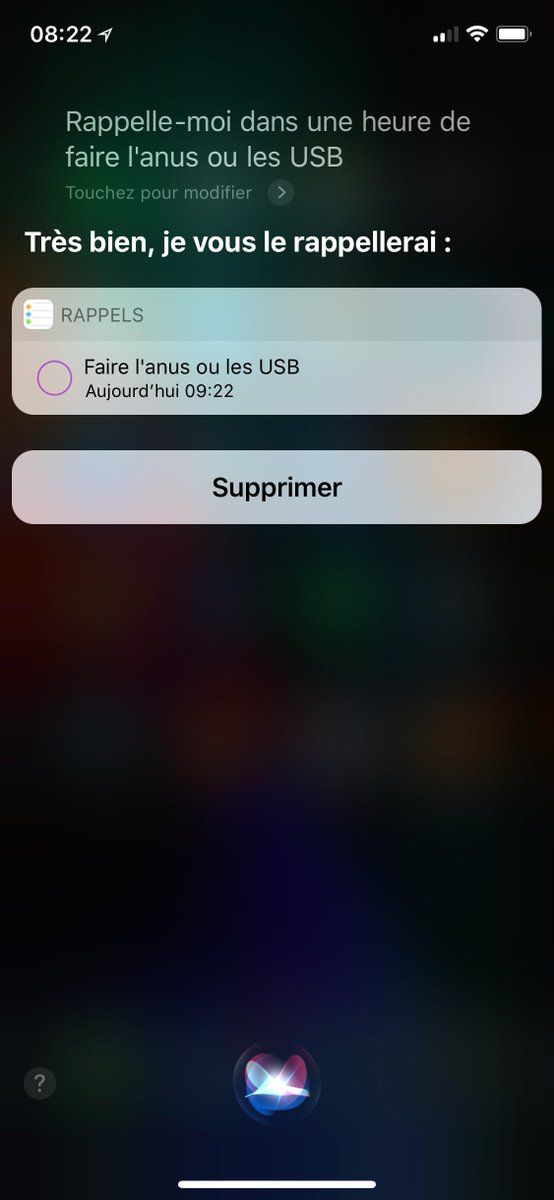 08:22
Rappelle-moi dans une heure de
faire l'anus ou les USB
Touchez pour modifier
Très bien, je vous le rappellerai :
RAPPELS
Faire l'anus ou les USB
Aujourd’hui 09:22
Supprimer
?